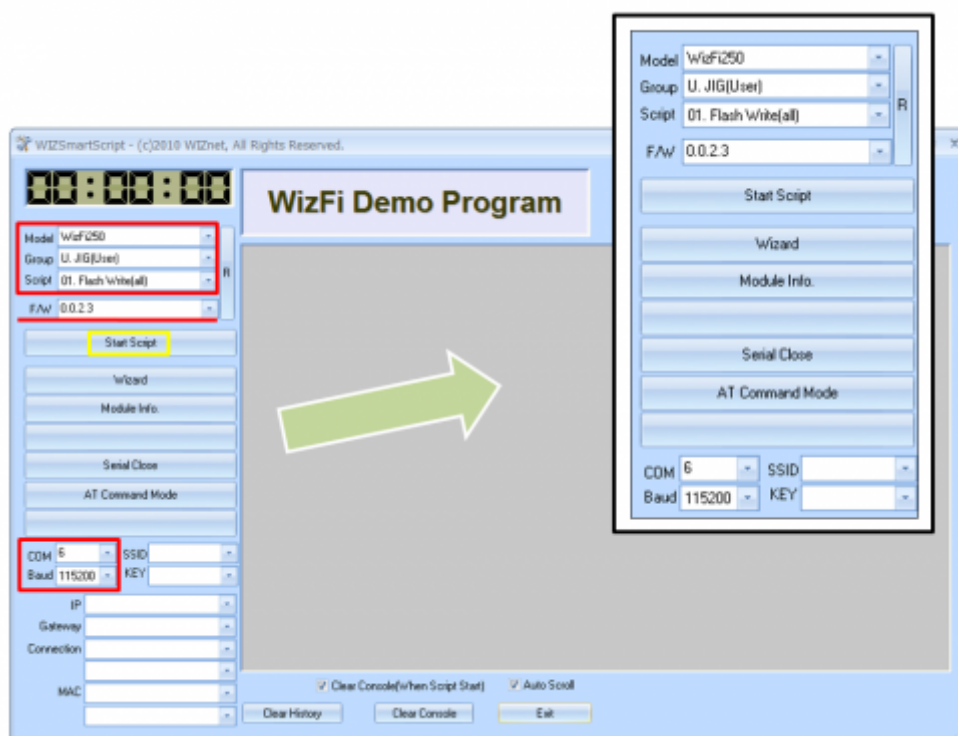 WIZSmartScript - (c)2010 WIZnet, All Rights Reserved.
00:00:00
WizFi Demo Program
Model WizFi250
Group U. JIG(User)
Script 01. Flash Write(all)
R
F/W 0.0.2.3
Start Script
Wizard
Module Info.
Serial Close
AT Command Mode
COM 6 SSID
Baud 115200 KEY
IP
Gateway
Connection
MAC
Clear Console(When Script Start) Auto Scroll
Clear History Clear Console Exit
Model WizFi250
Group U. JIG(User)
Script 01. Flash Write(all)
R
F/W 0.0.2.3
Start Script
Wizard
Module Info.
Serial Close
AT Command Mode
COM 6 SSID
Baud 115200 KEY